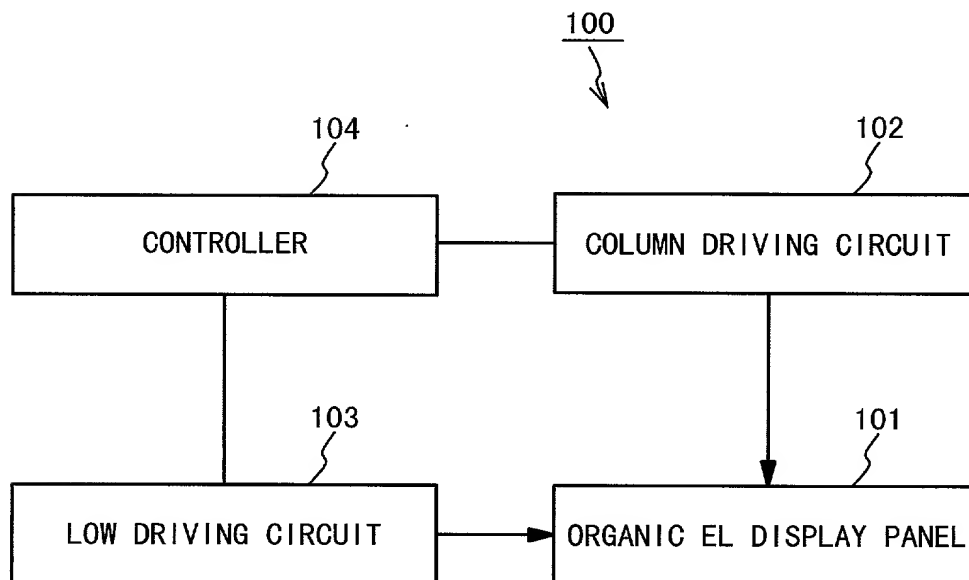 100
104
102
CONTROLLER
COLUMN DRIVING CIRCUIT
103
101
LOW DRIVING CIRCUIT
ORGANIC EL DISPLAY PANEL